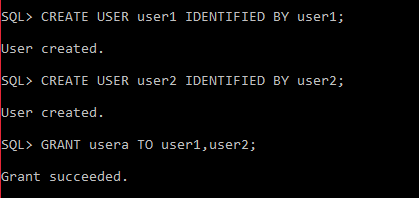 SQL> CREATE USER user1 IDENTIFIED BY user1;
User created.
SQL> CREATE USER user2 IDENTIFIED BY user2;
User created.
SQL> GRANT usera TO user1,user2;
Grant succeeded.